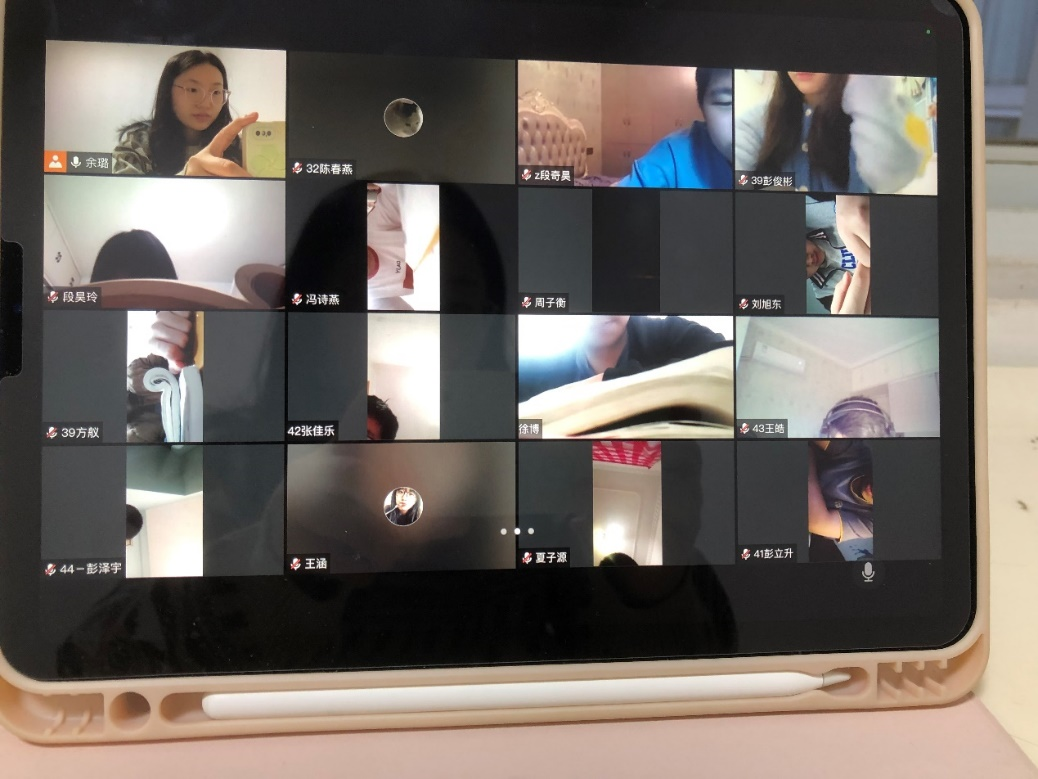 余璐
32陈春燕
z段奇昊
39彭俊彬
段昊玲
冯诗燕
周子衡
刘旭东
39方舣
42张佳乐
徐博
43王皓
44－彭泽宇
王涵
夏子源
41彭立升